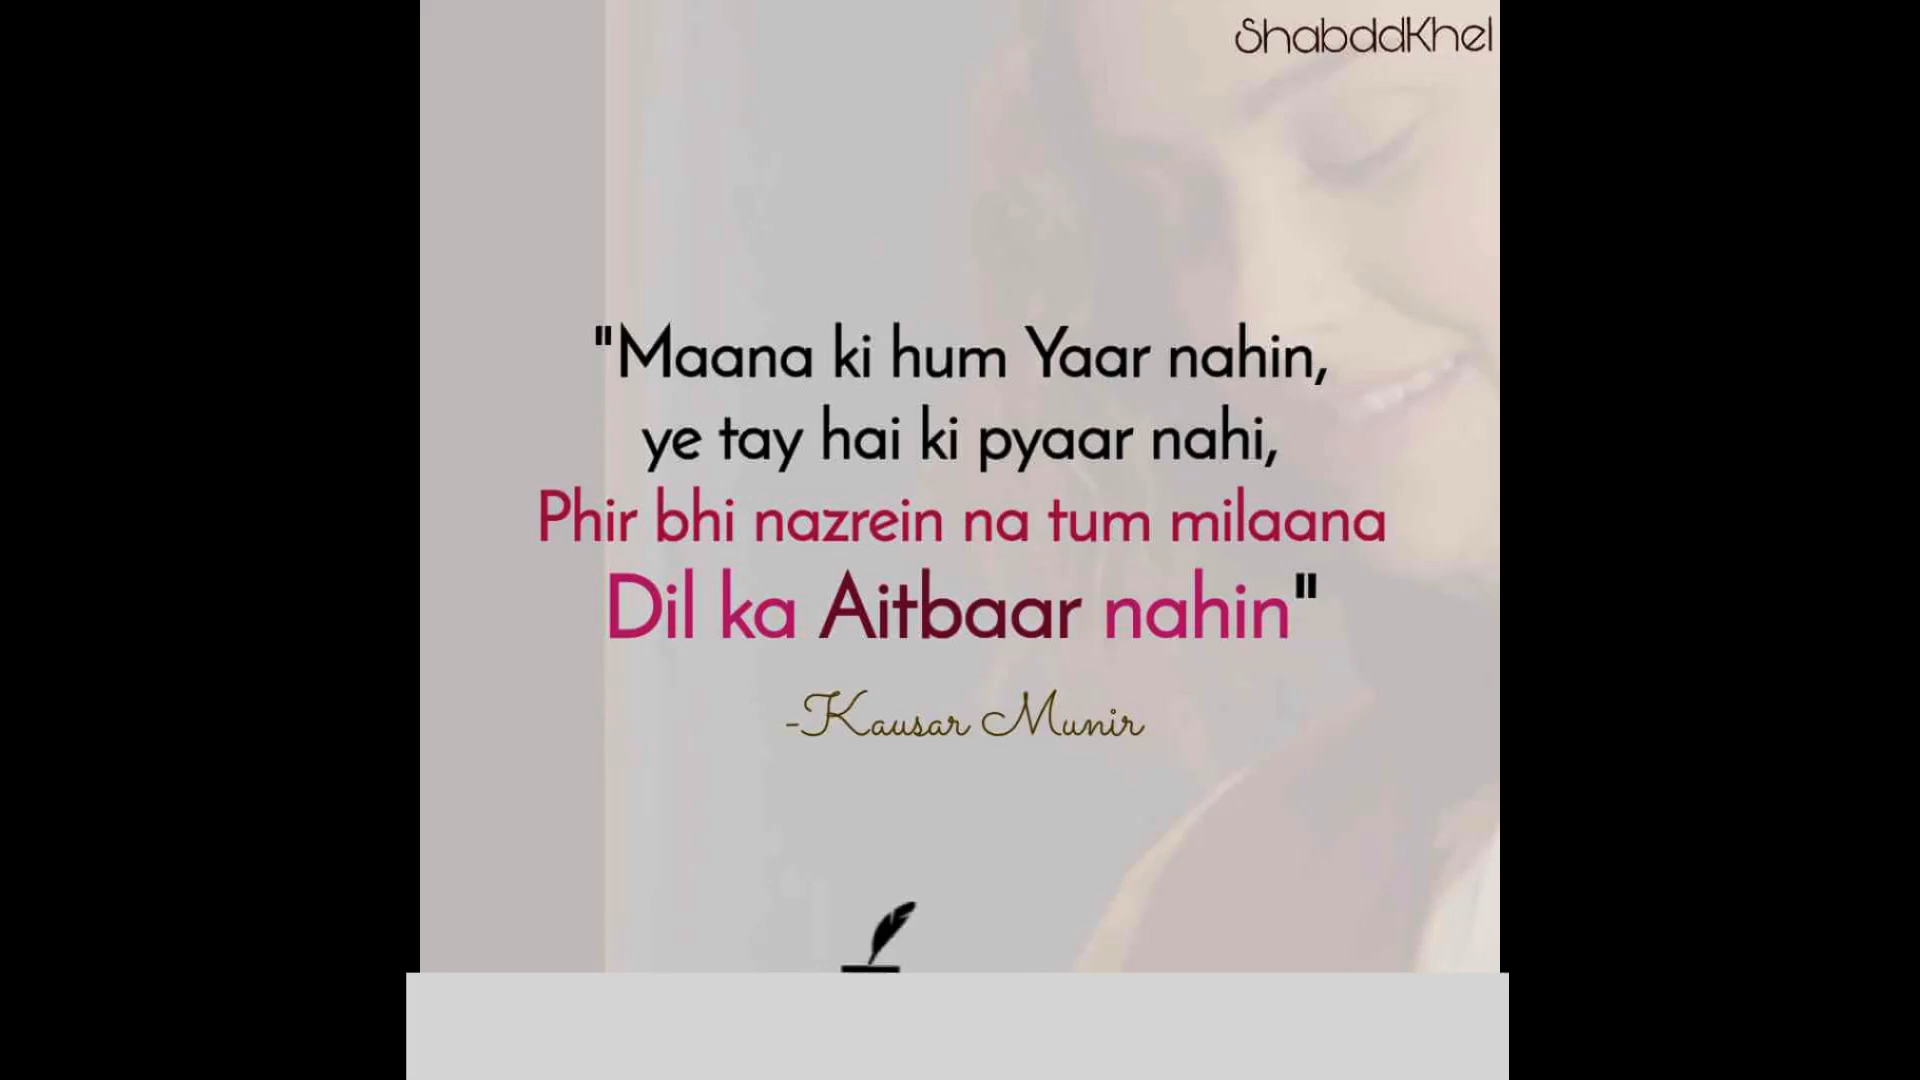 ShabddKhel
"Maana ki hum Yaar nahin,
ye tay hai ki pyaar nahi,
Phir bhi nazrein na tum milaana
Dil ka Aitbaar nahin"
-Kausar Munir